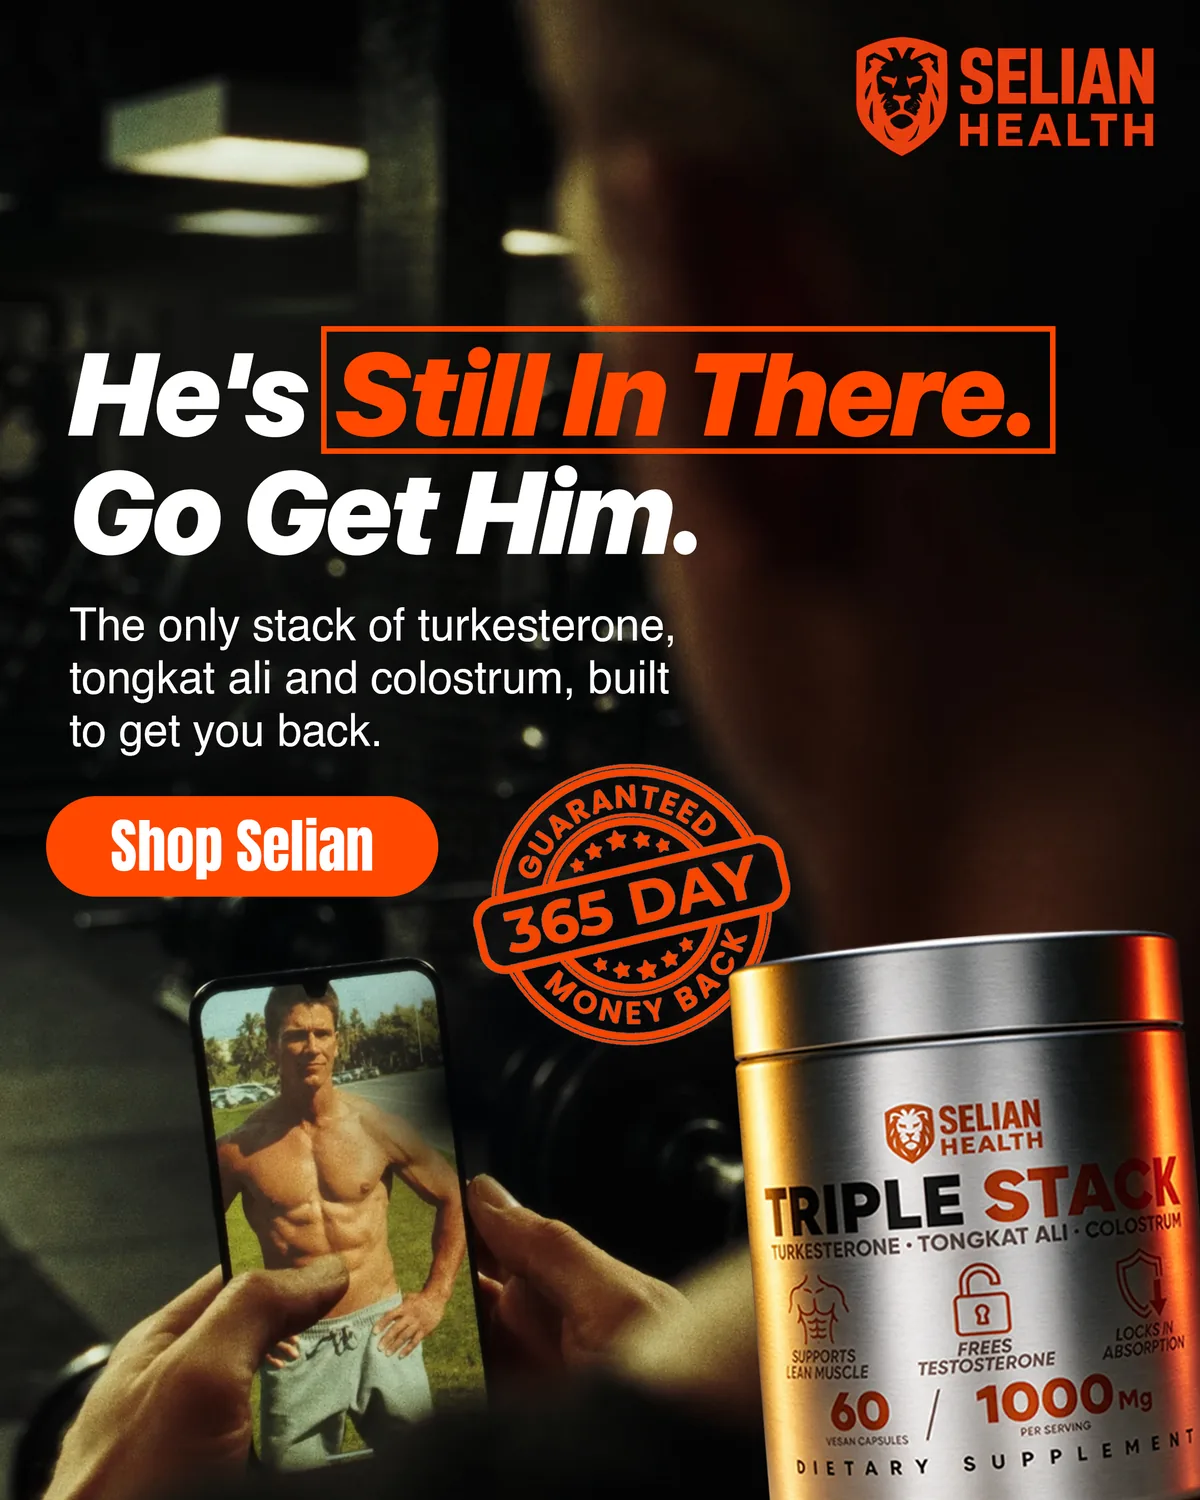 SELIAN
HEALTH
He's Still In There.
Go Get Him.
The only stack of turkesterone,
tongkat ali and colostrum, built
to get you back.
Shop Selian
GUARANTEED
365 DAY
MONEY BACK
SELIAN
HEALTH
TRIPLE STACK
TURKESTERONE · TONGKAT ALI · COLOSTRUM
SUPPORTS
LEAN MUSCLE
FREES
TESTOSTERONE
LOCKS IN
ABSORPTION
60
VEGAN CAPSULES
/
1000 Mg
PER SERVING
DIETARY SUPPLEMENT